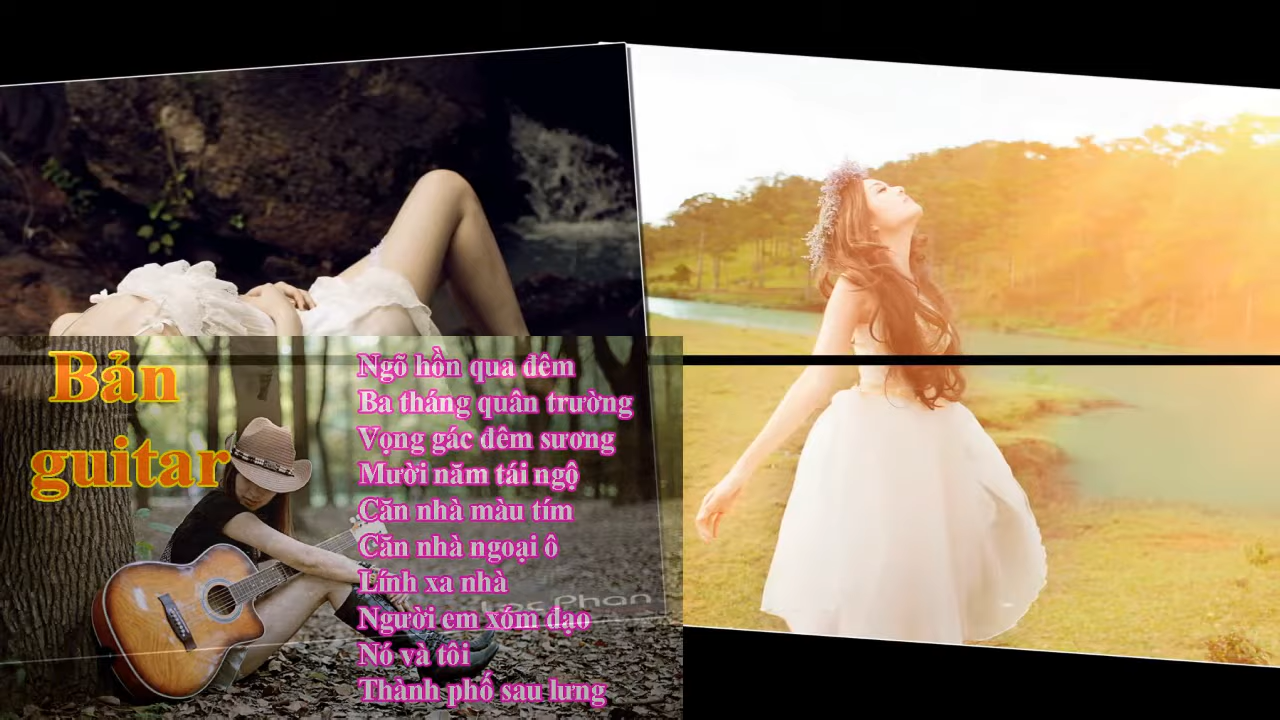 Bản
guitar
Ngõ hồn qua đêm
Ba tháng quân trường
Vọng gác đêm sương
Mười năm tái ngộ
Căn nhà màu tím
Căn nhà ngoại ô
Lính xa nhà
Người em xóm đạo
Nó và tôi
Thành phố sau lưng
Loc Phan